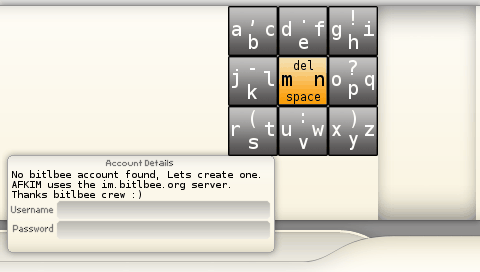 , . !
a c d f g i
b e h
- del ?
j l m n o q
k space p
( : )
r t u w x z
s v y
Account Details
No bitlbee account found, Lets create one.
AFKIM uses the im.bitlbee.org server.
Thanks bitlbee crew :)
Username
Password